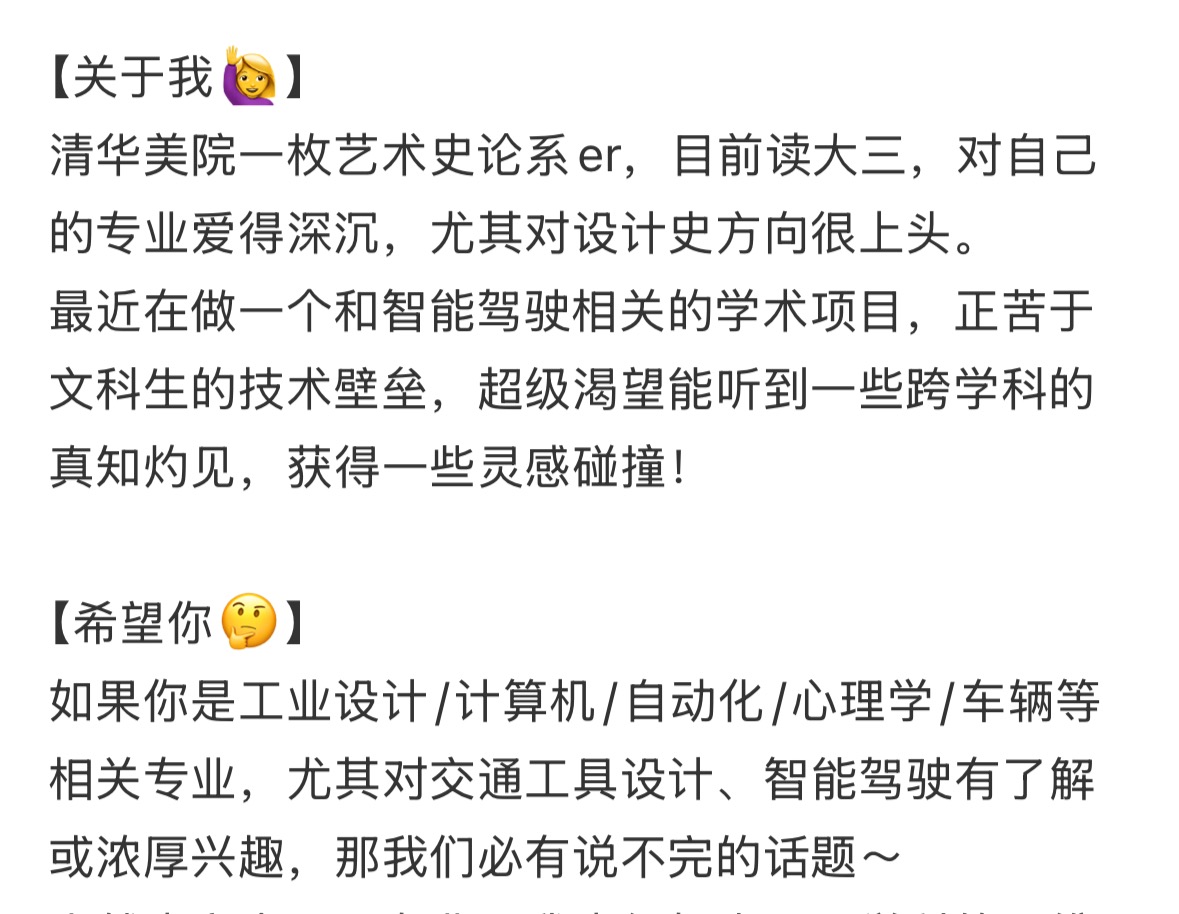 【关于我🙋‍♀️】
清华美院一枚艺术史论系er，目前读大三，对自己
的专业爱得深沉，尤其对设计史方向很上头。
最近在做一个和智能驾驶相关的学术项目，正苦于
文科生的技术壁垒，超级渴望能听到一些跨学科的
真知灼见，获得一些灵感碰撞！
【希望你🤔】
如果你是工业设计/计算机/自动化/心理学/车辆等
相关专业，尤其对交通工具设计、智能驾驶有了解
或浓厚兴趣，那我们必有说不完的话题～